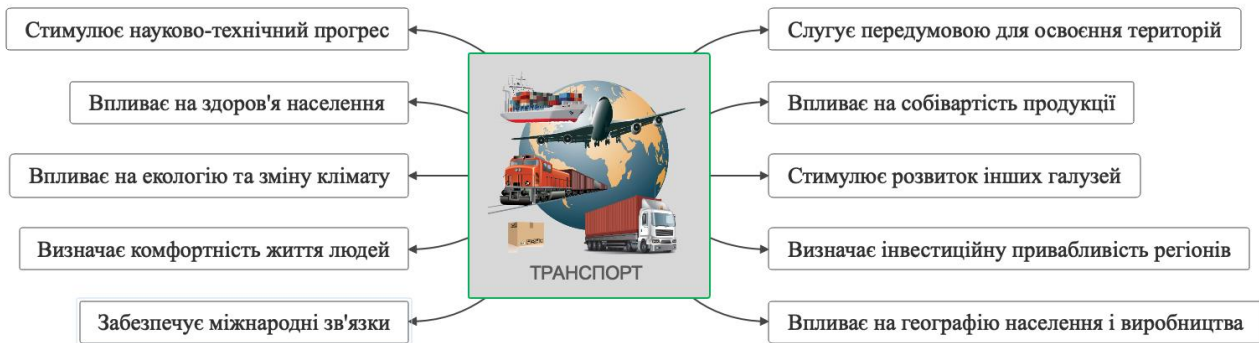 Стимулює науково-технічний прогрес
Впливає на здоров'я населення
Впливає на екологію та зміну клімату
Визначає комфортність життя людей
Забезпечує міжнародні зв'язки
ТРАНСПОРТ
Слугує передумовою для освоєння територій
Впливає на собівартість продукції
Стимулює розвиток інших галузей
Визначає інвестиційну привабливість регіонів
Впливає на географію населення і виробництва